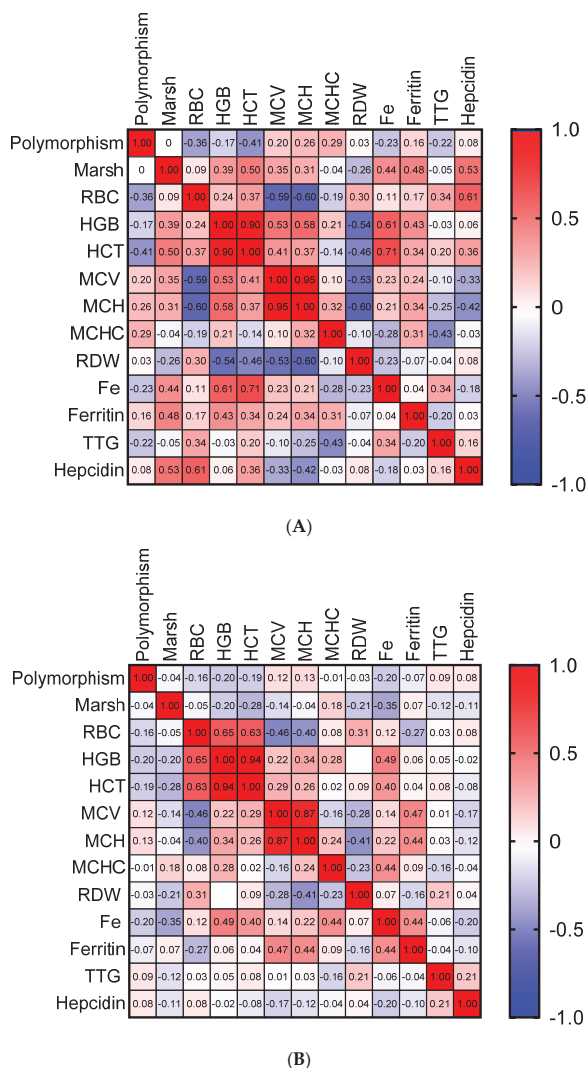 Polymorphism Marsh RBC HGB HCT MCV MCH MCHC RDW Fe Ferritin TTG Hepcidin
Polymorphism 1.00 0 -0.36 -0.17 -0.41 0.20 0.26 0.29 0.03 -0.23 0.16 -0.22 0.08
Marsh 0 1.00 0.09 0.39 0.50 0.35 0.31 -0.04 -0.26 0.44 0.48 -0.05 0.53
RBC -0.36 0.09 1.00 0.24 0.37 -0.59 -0.60 -0.19 0.30 0.11 0.17 0.34 0.61
HGB -0.17 0.39 0.24 1.00 0.90 0.53 0.58 0.21 -0.54 0.61 0.43 -0.03 0.06
HCT -0.41 0.50 0.37 0.90 1.00 0.41 0.37 -0.14 -0.46 0.71 0.34 0.20 0.36
MCV 0.20 0.35 -0.59 0.53 0.41 1.00 0.95 0.10 -0.53 0.23 0.24 -0.10 -0.33
MCH 0.26 0.31 -0.60 0.58 0.37 0.95 1.00 0.32 -0.60 0.21 0.34 -0.25 -0.42
MCHC 0.29 -0.04 -0.19 0.21 -0.14 0.10 0.32 1.00 -0.10 -0.28 0.31 -0.43 -0.03
RDW 0.03 -0.26 0.30 -0.54 -0.46 -0.53 -0.60 -0.10 1.00 -0.23 -0.07 -0.04 0.08
Fe -0.23 0.44 0.11 0.61 0.71 0.23 0.21 -0.28 -0.23 1.00 0.04 0.34 -0.18
Ferritin 0.16 0.48 0.17 0.43 0.34 0.24 0.34 0.31 -0.07 0.04 1.00 -0.20 0.03
TTG -0.22 -0.05 0.34 -0.03 0.20 -0.10 -0.25 -0.43 -0.04 0.34 -0.20 1.00 0.16
Hepcidin 0.08 0.53 0.61 0.06 0.36 -0.33 -0.42 -0.03 0.08 -0.18 0.03 0.16 1.00
1.0
0.5
0
-0.5
-1.0
(A)
Polymorphism Marsh RBC HGB HCT MCV MCH MCHC RDW Fe Ferritin TTG Hepcidin
Polymorphism 1.00 -0.04 -0.16 -0.20 -0.19 0.12 0.13 -0.01 -0.03 -0.20 -0.07 0.09 0.08
Marsh -0.04 1.00 -0.05 -0.20 -0.28 -0.14 -0.04 0.18 -0.21 -0.35 0.07 -0.12 -0.11
RBC -0.16 -0.05 1.00 0.65 0.63 -0.46 -0.40 0.08 0.31 0.12 -0.27 0.03 0.08
HGB -0.20 -0.20 0.65 1.00 0.94 0.22 0.34 0.28 0.49 0.06 0.05 -0.02
HCT -0.19 -0.28 0.63 0.94 1.00 0.29 0.26 0.02 0.09 0.40 0.04 0.08 -0.08
MCV 0.12 -0.14 -0.46 0.22 0.29 1.00 0.87 -0.16 -0.28 0.14 0.47 0.01 -0.17
MCH 0.13 -0.04 -0.40 0.34 0.26 0.87 1.00 0.24 -0.41 0.22 0.44 0.03 -0.12
MCHC -0.01 0.18 0.08 0.28 0.02 -0.16 0.24 1.00 -0.23 0.44 0.09 -0.16 -0.04
RDW -0.03 -0.21 0.31 0.09 -0.28 -0.41 -0.23 1.00 0.07 -0.16 0.21 0.04
Fe -0.20 -0.35 0.12 0.49 0.40 0.14 0.22 0.44 0.07 1.00 0.44 -0.06 -0.20
Ferritin -0.07 0.07 -0.27 0.06 0.04 0.47 0.44 0.09 -0.16 0.44 1.00 -0.04 -0.10
TTG 0.09 -0.12 0.03 0.05 0.08 0.01 0.03 -0.16 0.21 -0.06 -0.04 1.00 0.21
Hepcidin 0.08 -0.11 0.08 -0.02 -0.08 -0.17 -0.12 -0.04 0.04 -0.20 -0.10 0.21 1.00
1.0
0.5
0
-0.5
-1.0
(B)